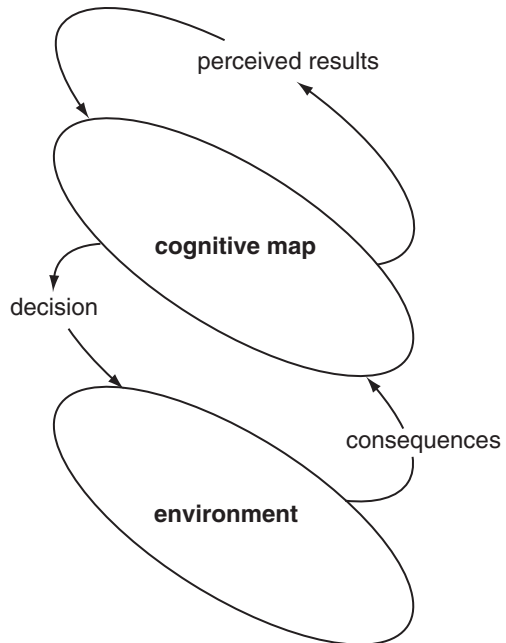 perceived results
cognitive map
decision
consequences
environment